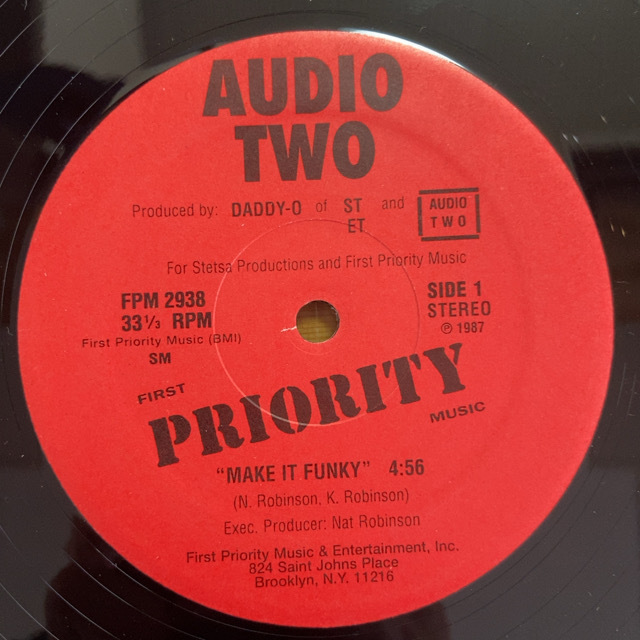 AUDIO
TWO
Produced by: DADDY-O of ST ET and AUDIO TWO
For Stetsa Productions and First Priority Music
FPM 2938
33 1/3 RPM
First Priority Music (BMI)
SM
SIDE 1
STEREO
℗ 1987
FIRST
PRIORITY
MUSIC
"MAKE IT FUNKY" 4:56
(N. Robinson, K. Robinson)
Exec. Producer: Nat Robinson
First Priority Music & Entertainment, Inc.
824 Saint Johns Place
Brooklyn, N.Y. 11216